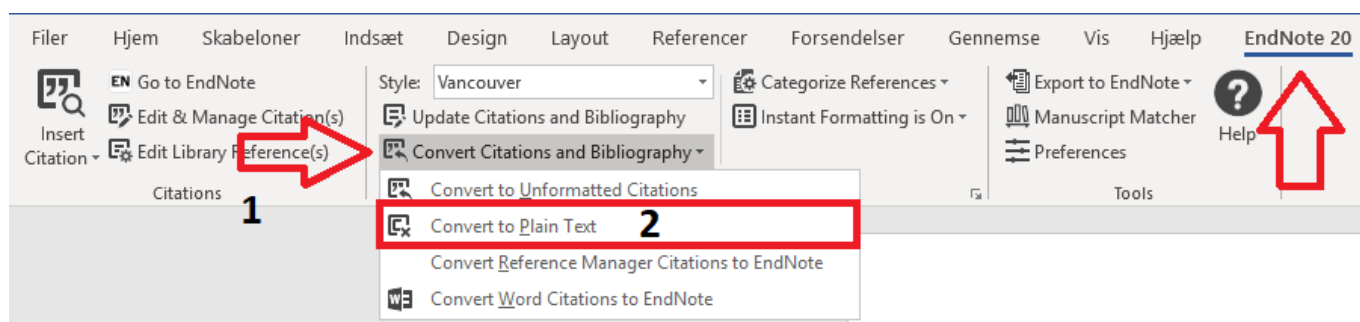 Filer Hjem Skabeloner Indsæt Design Layout Referencer Forsendelser Gennemse Vis Hjælp EndNote 20
Insert
Citation
EN Go to EndNote
Edit & Manage Citation(s)
Edit Library Reference(s)
Citations
1
Style: Vancouver
Update Citations and Bibliography
Convert Citations and Bibliography
Convert to Unformatted Citations
Convert to Plain Text 2
Convert Reference Manager Citations to EndNote
Convert Word Citations to EndNote
Categorize References
Instant Formatting is On
Export to EndNote
Manuscript Matcher
Preferences
Tools
?
Help